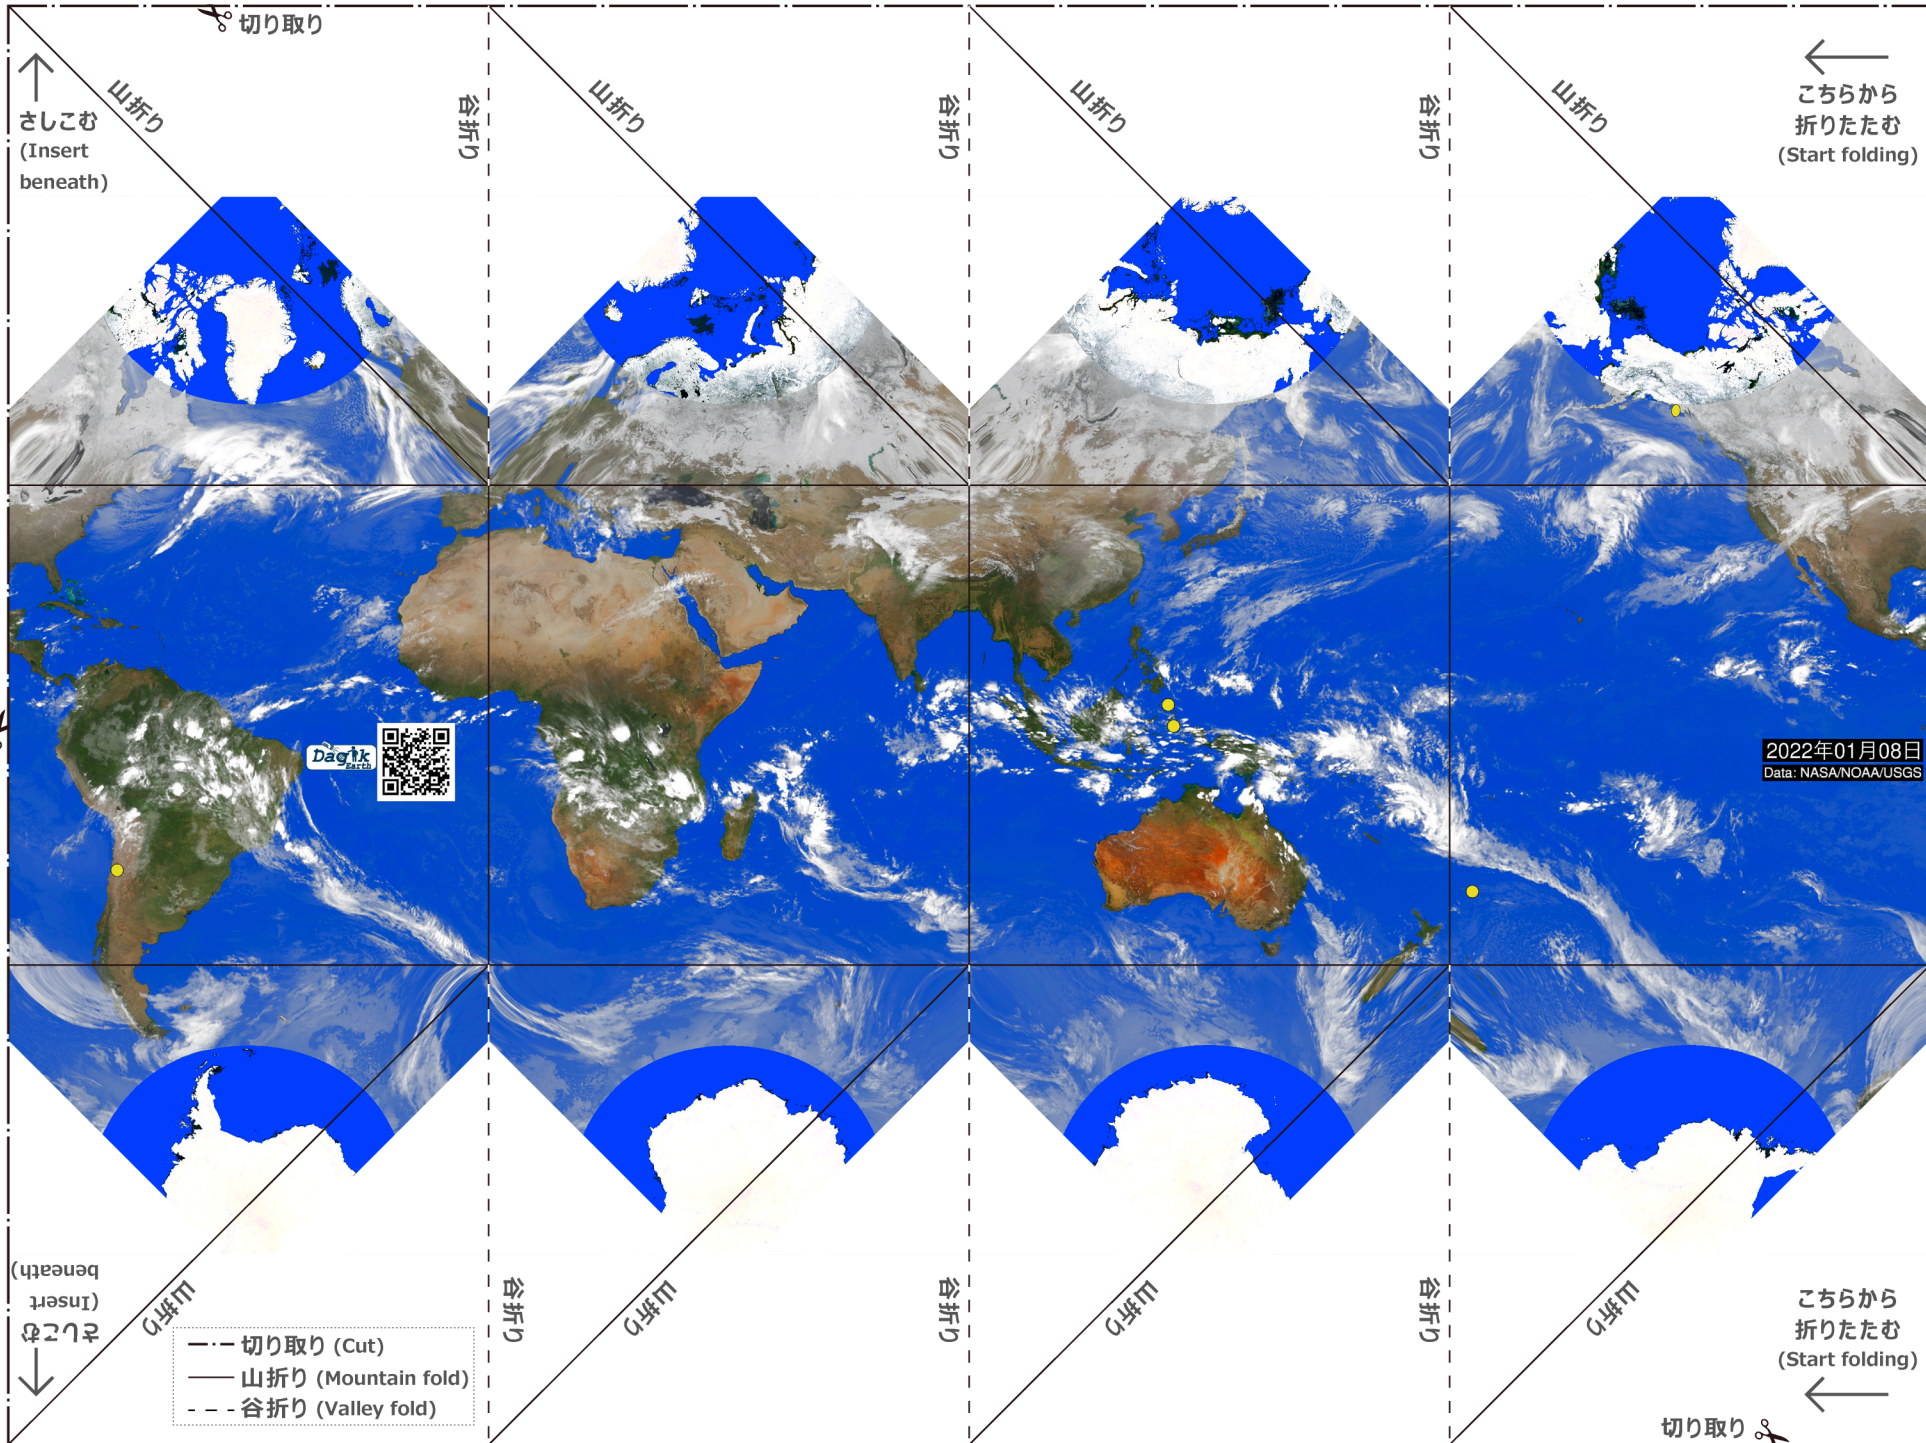 切り取り
山折り
山折り
山折り
山折り
谷折り
谷折り
谷折り
さしこむ
(Insert
beneath)
こちらから
折りたたむ
(Start folding)
Dagik
Earth
2022年01月08日
Data: NASA/NOAA/USGS
さしこむ
(Insert
beneath)
山折り
山折り
山折り
山折り
谷折り
谷折り
谷折り
こちらから
折りたたむ
(Start folding)
切り取り (Cut)
山折り (Mountain fold)
谷折り (Valley fold)
切り取り